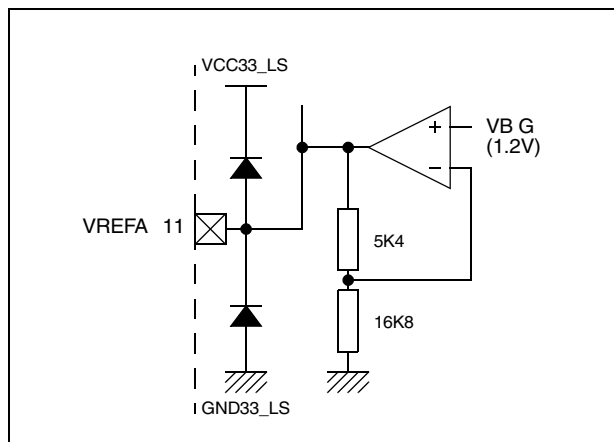 VCC33_LS
+
VB G
(1.2V)
−
VREFA 11
5K4
16K8
GND33_LS